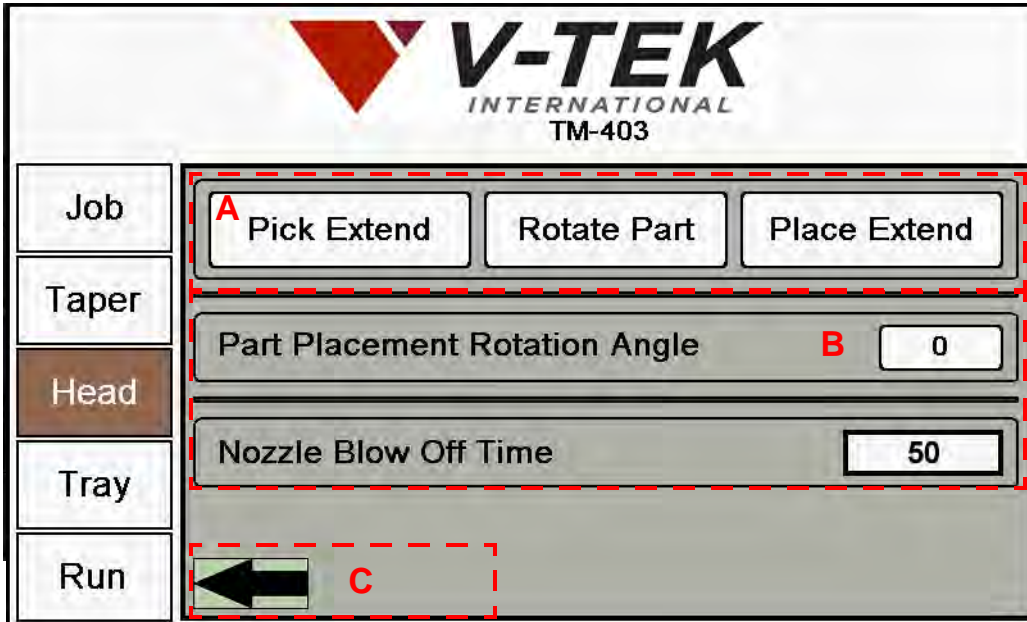 V-TEK
INTERNATIONAL
TM-403
Job
Taper
Head
Tray
Run
A
Pick Extend
Rotate Part
Place Extend
Part Placement Rotation Angle
B
0
Nozzle Blow Off Time
50
C